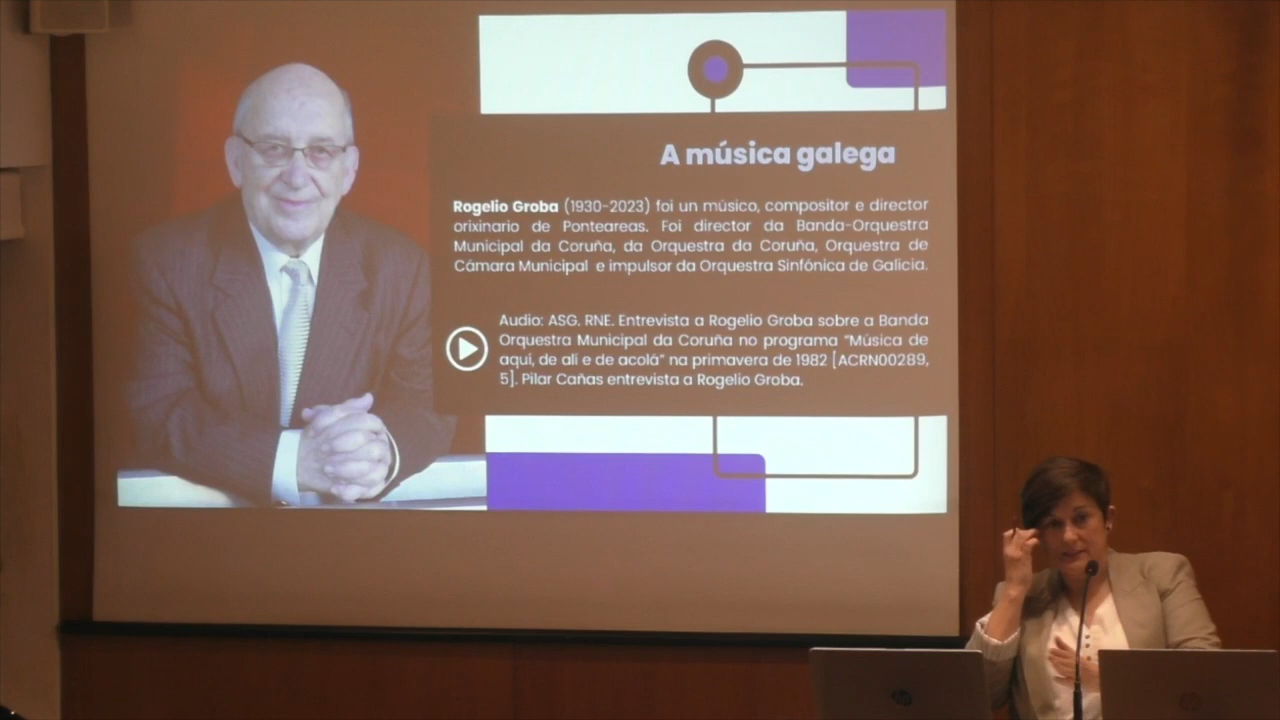 A música galega
Rogelio Groba (1930-2023) foi un músico, compositor e director
orixinario de Ponteareas. Foi director da Banda-Orquestra
Municipal da Coruña, da Orquestra da Coruña, Orquestra de
Cámara Municipal e impulsor da Orquestra Sinfónica de Galicia.
Audio: ASG. RNE. Entrevista a Rogelio Groba sobre a Banda
Orquestra Municipal da Coruña no programa “Música de
aquí, de alí e de acolá” na primavera de 1982 [ACRN00289,
5]. Pilar Cañas entrevista a Rogelio Groba.
hp